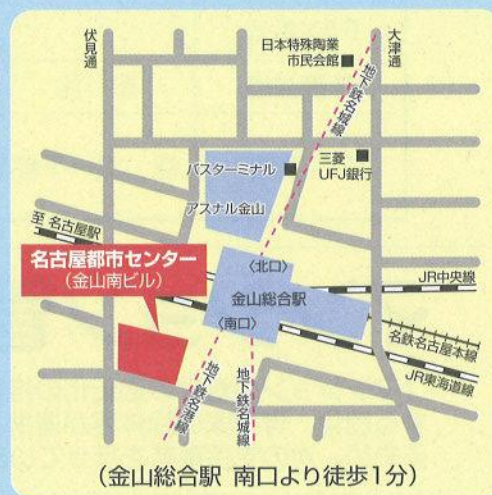 伏見通
日本特殊陶業
市民会館
大津通
地下鉄名城線
三菱
UFJ銀行
バスターミナル
アスナル金山
至 名古屋駅
名古屋都市センター
(金山南ビル)
〈北口〉
JR中央線
金山総合駅
〈南口〉
名鉄名古屋本線
JR東海道線
地下鉄名港線
地下鉄名城線
(金山総合駅 南口より徒歩1分)